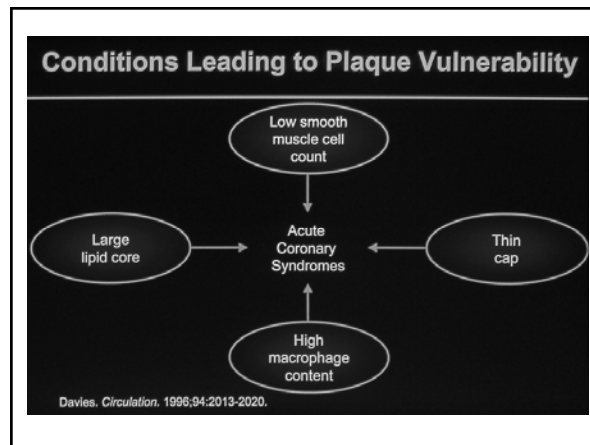 Conditions Leading to Plaque Vulnerability
Low smooth
muscle cell
count
Large
lipid core
Acute
Coronary
Syndromes
Thin
cap
High
macrophage
content
Davies. Circulation. 1996;94:2013-2020.